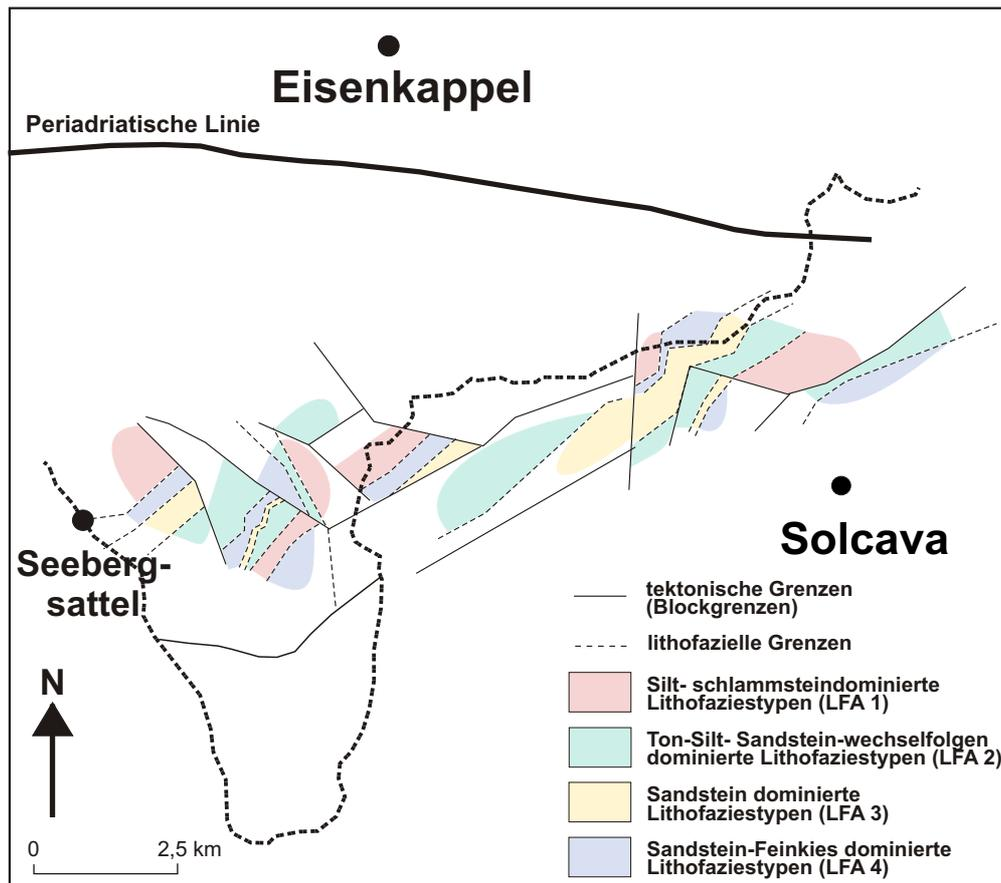 Eisenkappel
Periadriatische Linie
Solcava
Seeberg-
sattel
tektonische Grenzen
(Blockgrenzen)
lithofazielle Grenzen
N
Silt- schlammsteindominierte
Lithofaziestypen (LFA 1)
Ton-Silt- Sandstein-wechselfolgen
dominierte Lithofaziestypen (LFA 2)
Sandstein dominierte
Lithofaziestypen (LFA 3)
0 2,5 km
Sandstein-Feinkies dominierte
Lithofaziestypen (LFA 4)